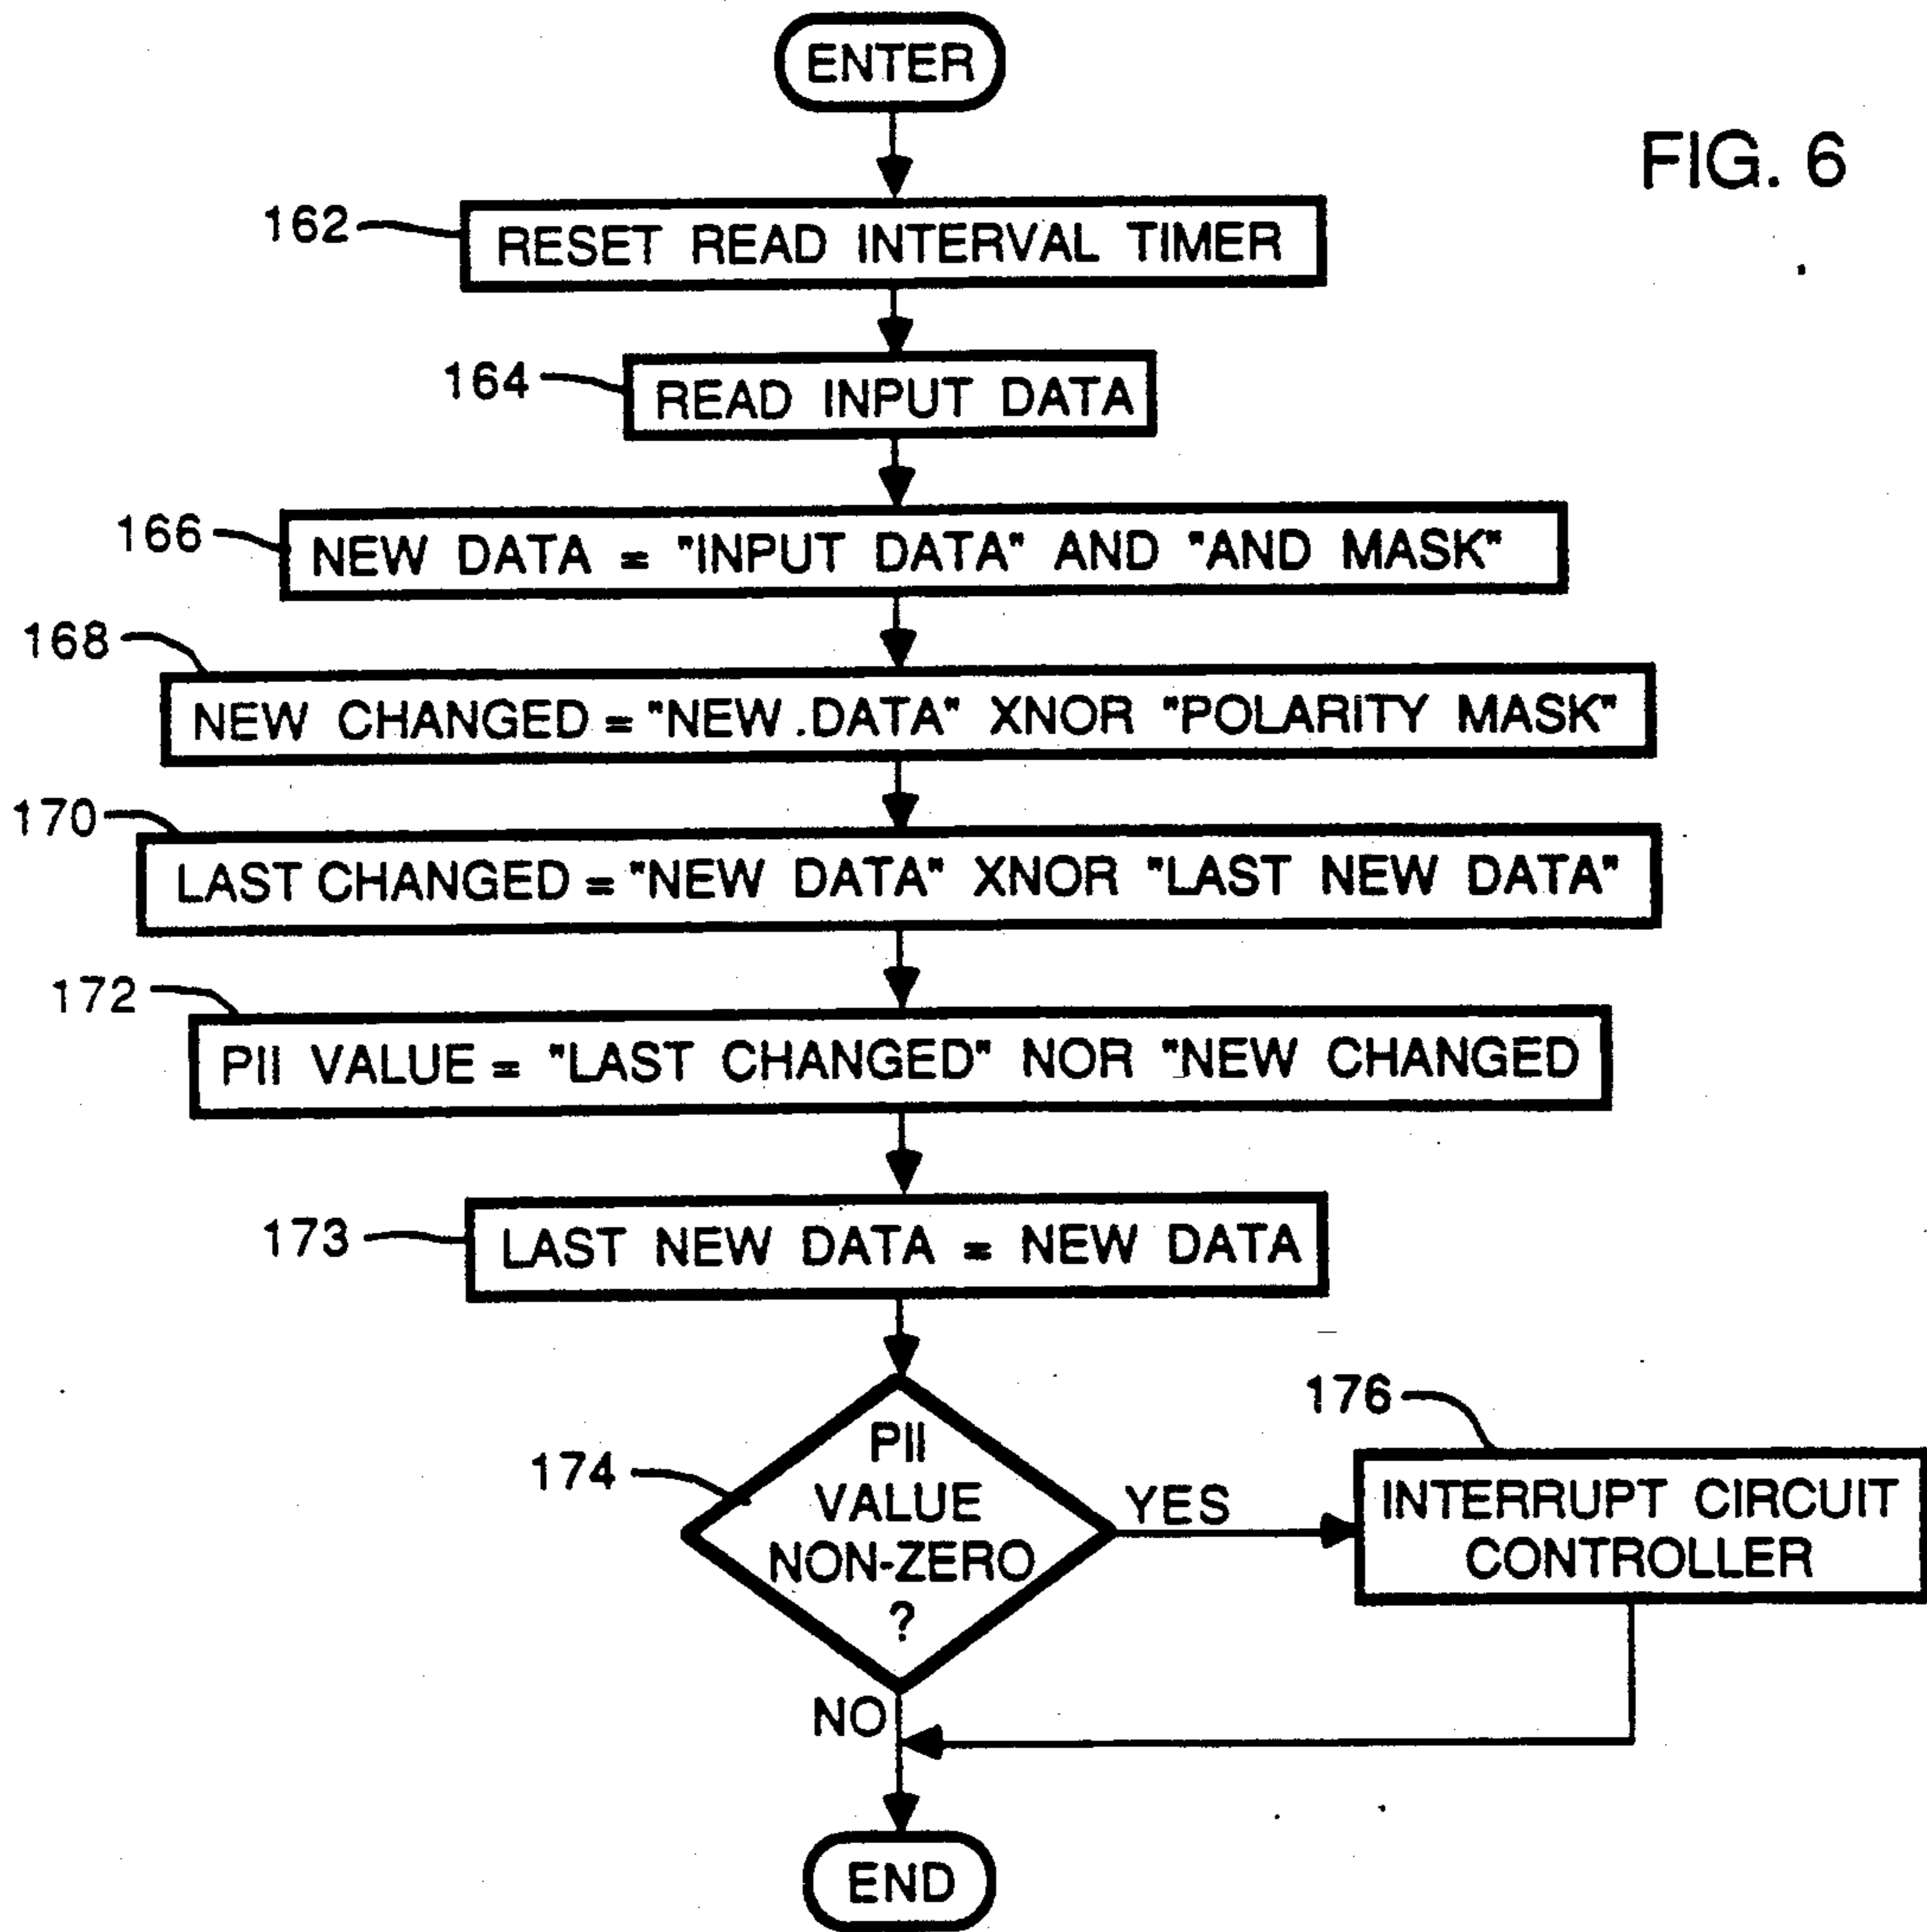 ENTER
FIG. 6
162
RESET READ INTERVAL TIMER
164
READ INPUT DATA
166
NEW DATA = "INPUT DATA" AND "AND MASK"
168
NEW CHANGED = "NEW DATA" XNOR "POLARITY MASK"
170
LAST CHANGED = "NEW DATA" XNOR "LAST NEW DATA"
172
PII VALUE = "LAST CHANGED" NOR "NEW CHANGED
173
LAST NEW DATA = NEW DATA
174
PII
VALUE
NON-ZERO
?
YES
176
INTERRUPT CIRCUIT
CONTROLLER
NO
END